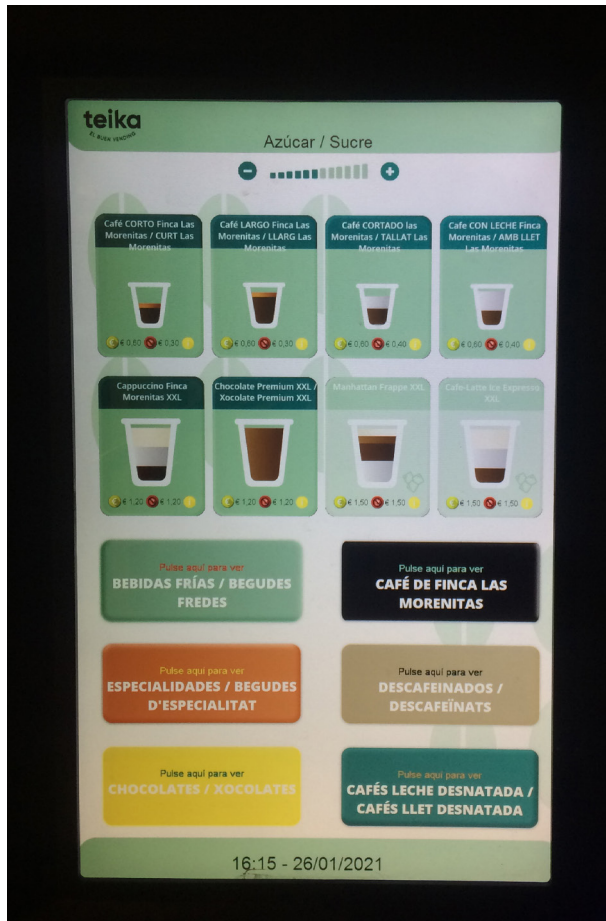 teika
EL BUEN VENDING
Azúcar / Sucre
Café CORTO Finca Las
Morenitas / CURT Las
Morenitas
€ 0,60 € 0,30
Café LARGO Finca Las
Morenitas / LLARG Las
Morenitas
€ 0,60 € 0,30
Café CORTADO las
Morenitas / TALLAT Las
Morenitas
€ 0,60 € 0,40
Cafe CON LECHE Finca
Morenitas / AMB LLET
Las Morenitas
€ 0,60 € 0,40
Cappuccino Finca
Morenitas XXL
€ 1,20 € 1,20
Chocolate Premium XXL /
Xocolate Premium XXL
€ 1,20 € 1,20
Manhattan Frappe XXL
€ 1,50 € 1,50
Cafe-Latte Ice Espresso
XXL
€ 1,50 € 1,50
Pulse aquí para ver
BEBIDAS FRÍAS / BEGUDES
FREDES
Pulse aquí para ver
CAFÉ DE FINCA LAS
MORENITAS
Pulse aquí para ver
ESPECIALIDADES / BEGUDES
D'ESPECIALITAT
Pulse aquí para ver
DESCAFEINADOS /
DESCAFEÏNATS
Pulse aquí para ver
CHOCOLATES / XOCOLATES
Pulse aquí para ver
CAFÉS LECHE DESNATADA /
CAFÉS LLET DESNATADA
16:15 - 26/01/2021